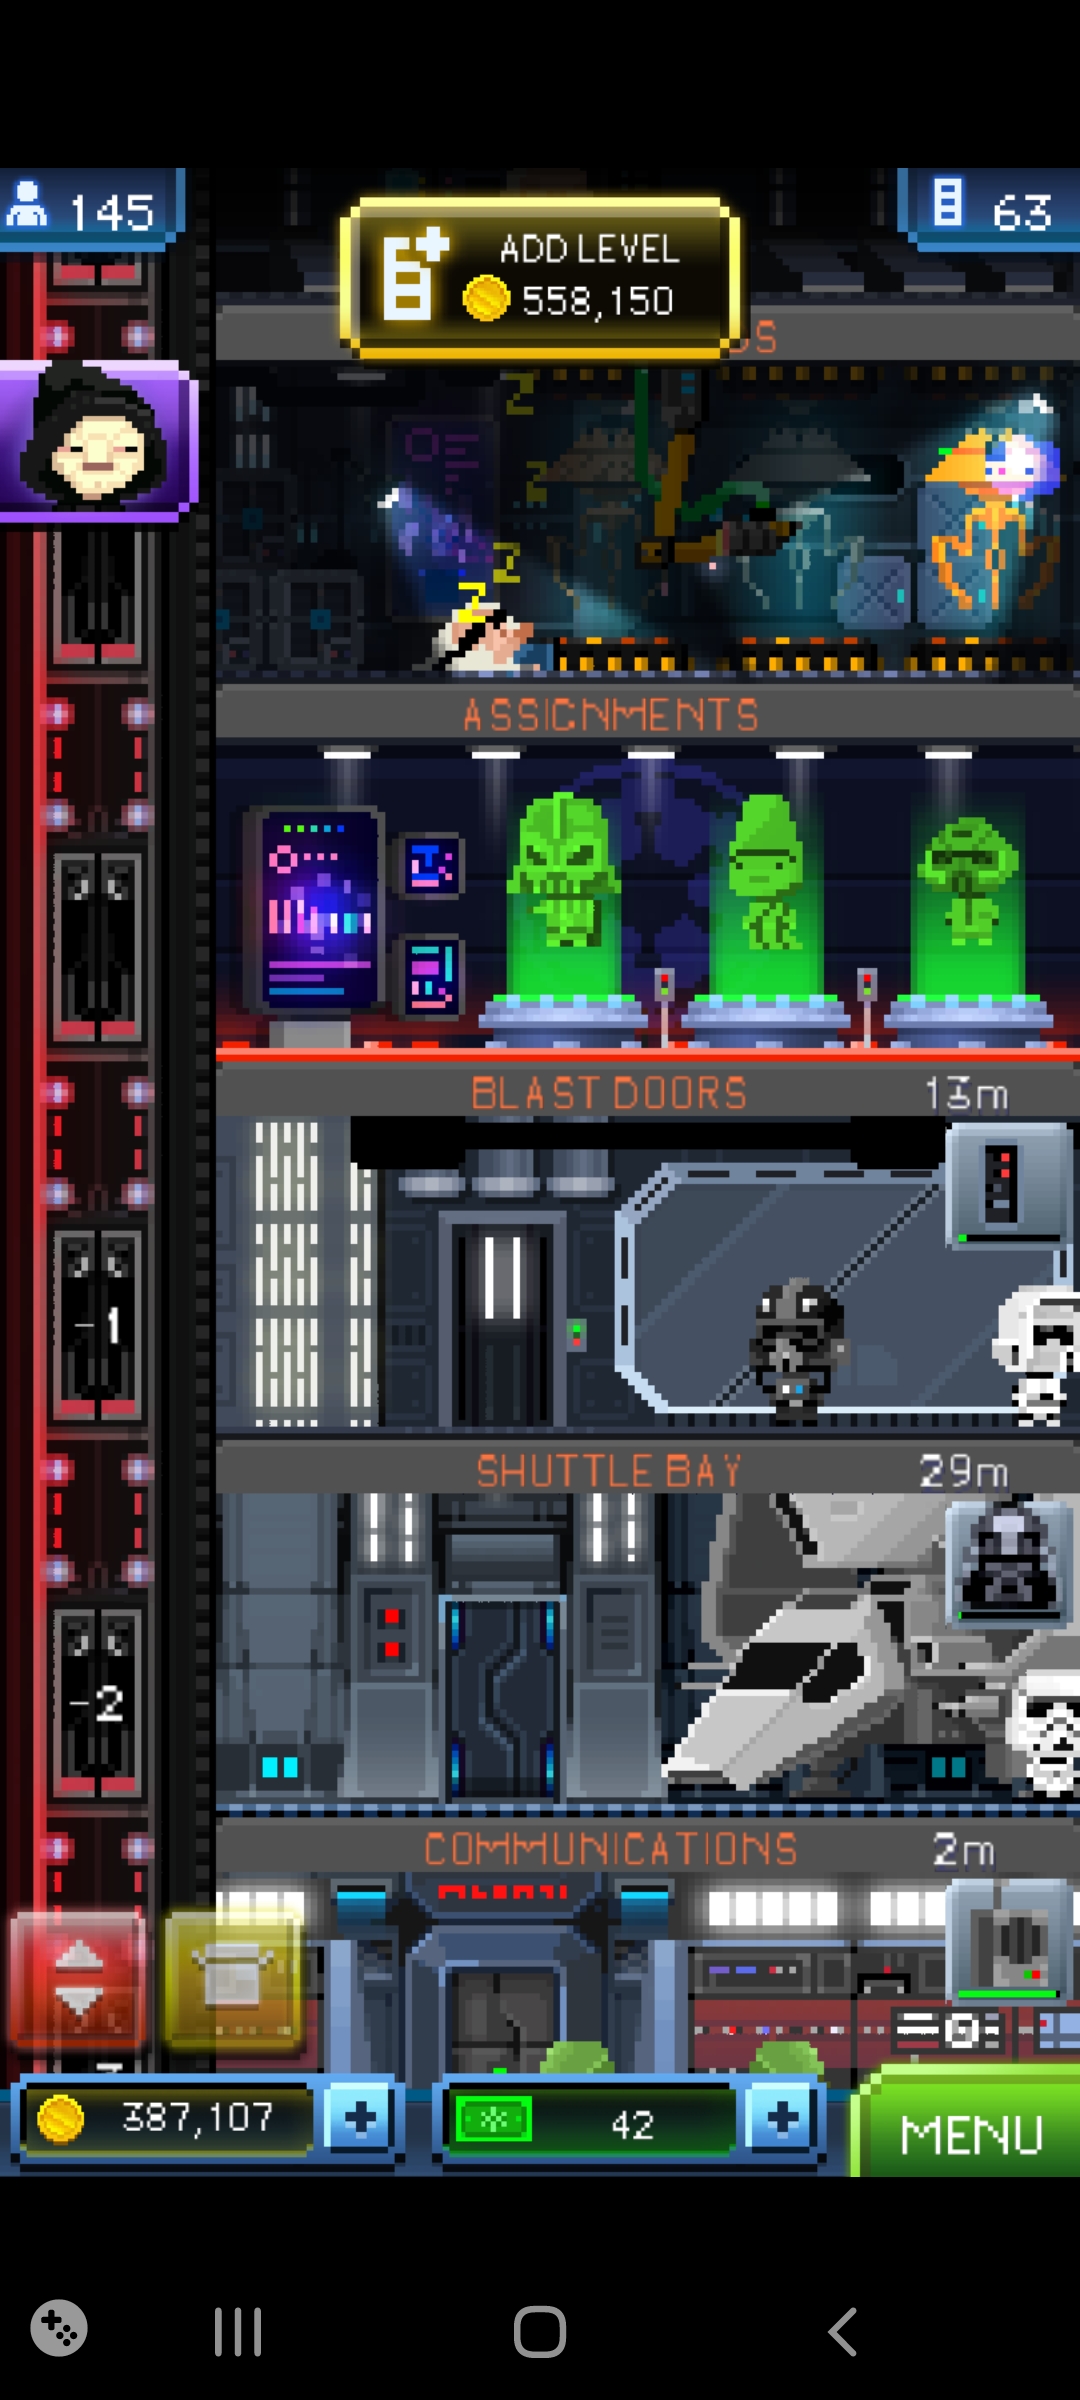 145
ADD LEVEL
558,150
63
DS
Z
Z
Z
Z
ASSIGNMENTS
BLAST DOORS
13m
-1
SHUTTLE BAY
29m
-2
COMMUNICATIONS
2m
387,107
+
42
+
MENU